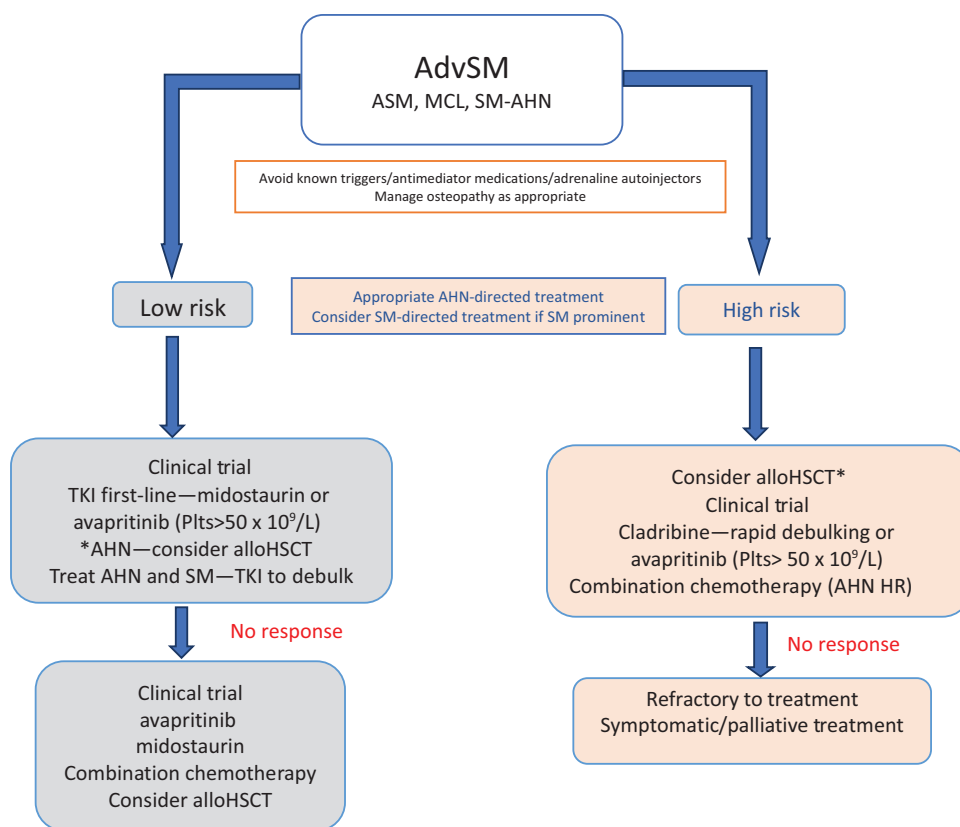 AdvSM
ASM, MCL, SM-AHN
Avoid known triggers/antimediator medications/adrenaline autoinjectors
Manage osteopathy as appropriate
Low risk
Appropriate AHN-directed treatment
Consider SM-directed treatment if SM prominent
High risk
Clinical trial
TKI first-line—midostaurin or
avapritinib (Plts>50 x 10⁹/L)
*AHN—consider alloHSCT
Treat AHN and SM—TKI to debulk
Consider alloHSCT*
Clinical trial
Cladribine—rapid debulking or
avapritinib (Plts> 50 x 10⁹/L)
Combination chemotherapy (AHN HR)
No response
No response
Clinical trial
avapritinib
midostaurin
Combination chemotherapy
Consider alloHSCT
Refractory to treatment
Symptomatic/palliative treatment